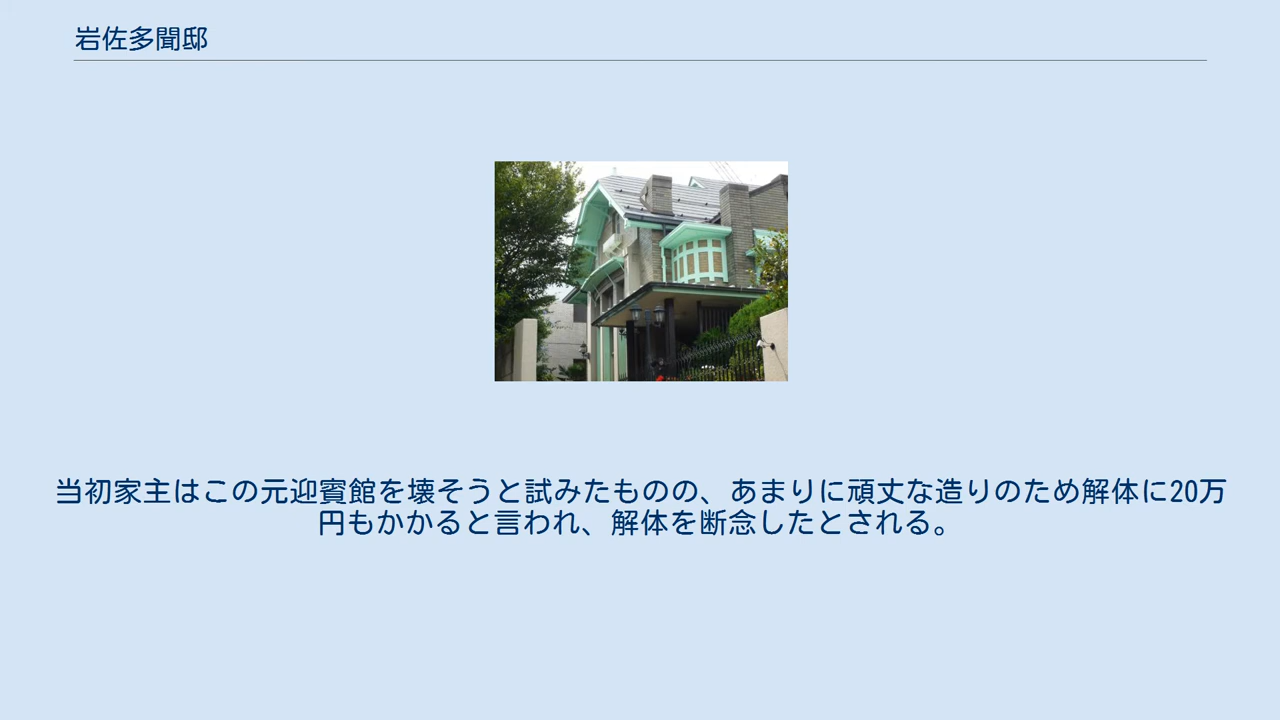 岩佐多聞邸
当初家主はこの元迎賓館を壊そうと試みたものの、あまりに頑丈な造りのため解体に20万
円もかかると言われ、解体を断念したとされる。